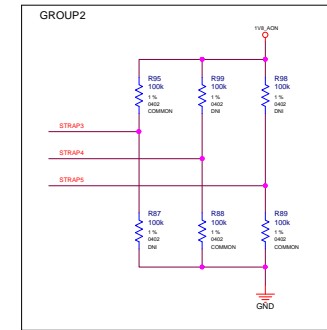 GROUP2
1V8_AON
R95
100k
1 %
0402
COMMON
R99
100k
1 %
0402
DNI
R98
100k
1 %
0402
DNI
STRAP3
STRAP4
STRAP5
R87
100k
1 %
0402
DNI
R88
100k
1 %
0402
COMMON
R89
100k
1 %
0402
COMMON
GND